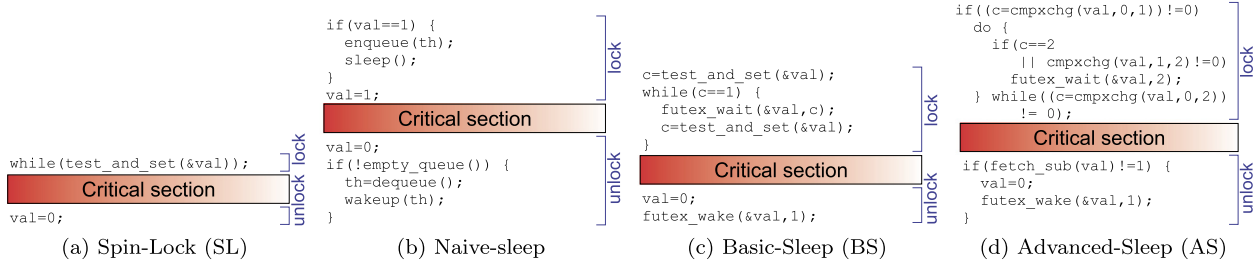 while(test_and_set(&val));
lock
Critical section
unlock
val=0;
(a) Spin-Lock (SL)
if(val==1) {
enqueue(th);
sleep();
}
val=1;
lock
Critical section
val=0;
if(!empty_queue()) {
th=dequeue();
wakeup(th);
}
unlock
(b) Naive-sleep
c=test_and_set(&val);
while(c==1) {
futex_wait(&val,c);
c=test_and_set(&val);
}
lock
Critical section
val=0;
futex_wake(&val,1);
unlock
(c) Basic-Sleep (BS)
if((c=cmpxchg(val,0,1))!=0)
do {
if(c==2
|| cmpxchg(val,1,2)!=0)
futex_wait(&val,2);
} while((c=cmpxchg(val,0,2))
!= 0);
lock
Critical section
if(fetch_sub(val)!=1) {
val=0;
futex_wake(&val,1);
}
unlock
(d) Advanced-Sleep (AS)